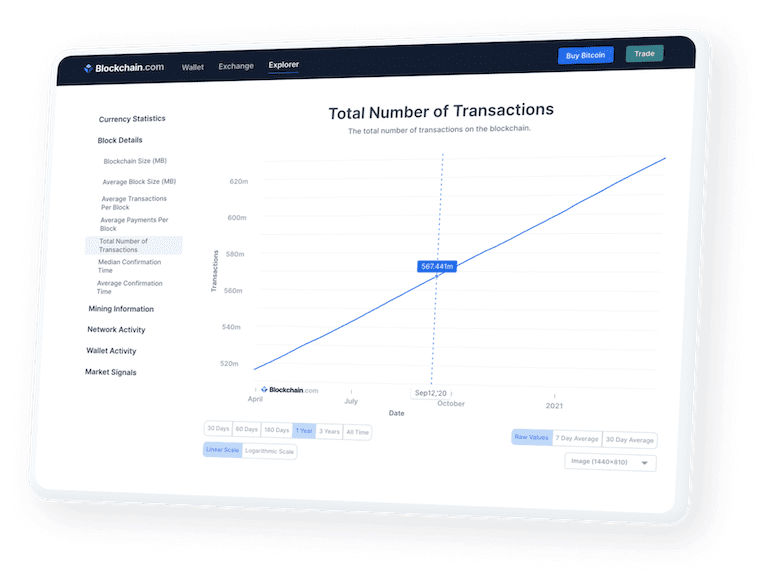 Blockchain.com
Wallet
Exchange
Explorer
Buy Bitcoin
Trade
Currency Statistics
Block Details
Blockchain Size (MB)
Average Block Size (MB)
Average Transactions
Per Block
Average Payments Per
Block
Total Number of
Transactions
Median Confirmation
Time
Average Confirmation
Time
Mining Information
Network Activity
Wallet Activity
Market Signals
Total Number of Transactions
The total number of transactions on the blockchain.
Transactions
620m
600m
580m
560m
540m
520m
567.441m
Blockchain.com
April
July
Sep12,'20
October
2021
Date
30 Days
60 Days
180 Days
1 Year
3 Years
All Time
Linear Scale
Logarithmic Scale
Raw Values
7 Day Average
30 Day Average
Image (1440×810)